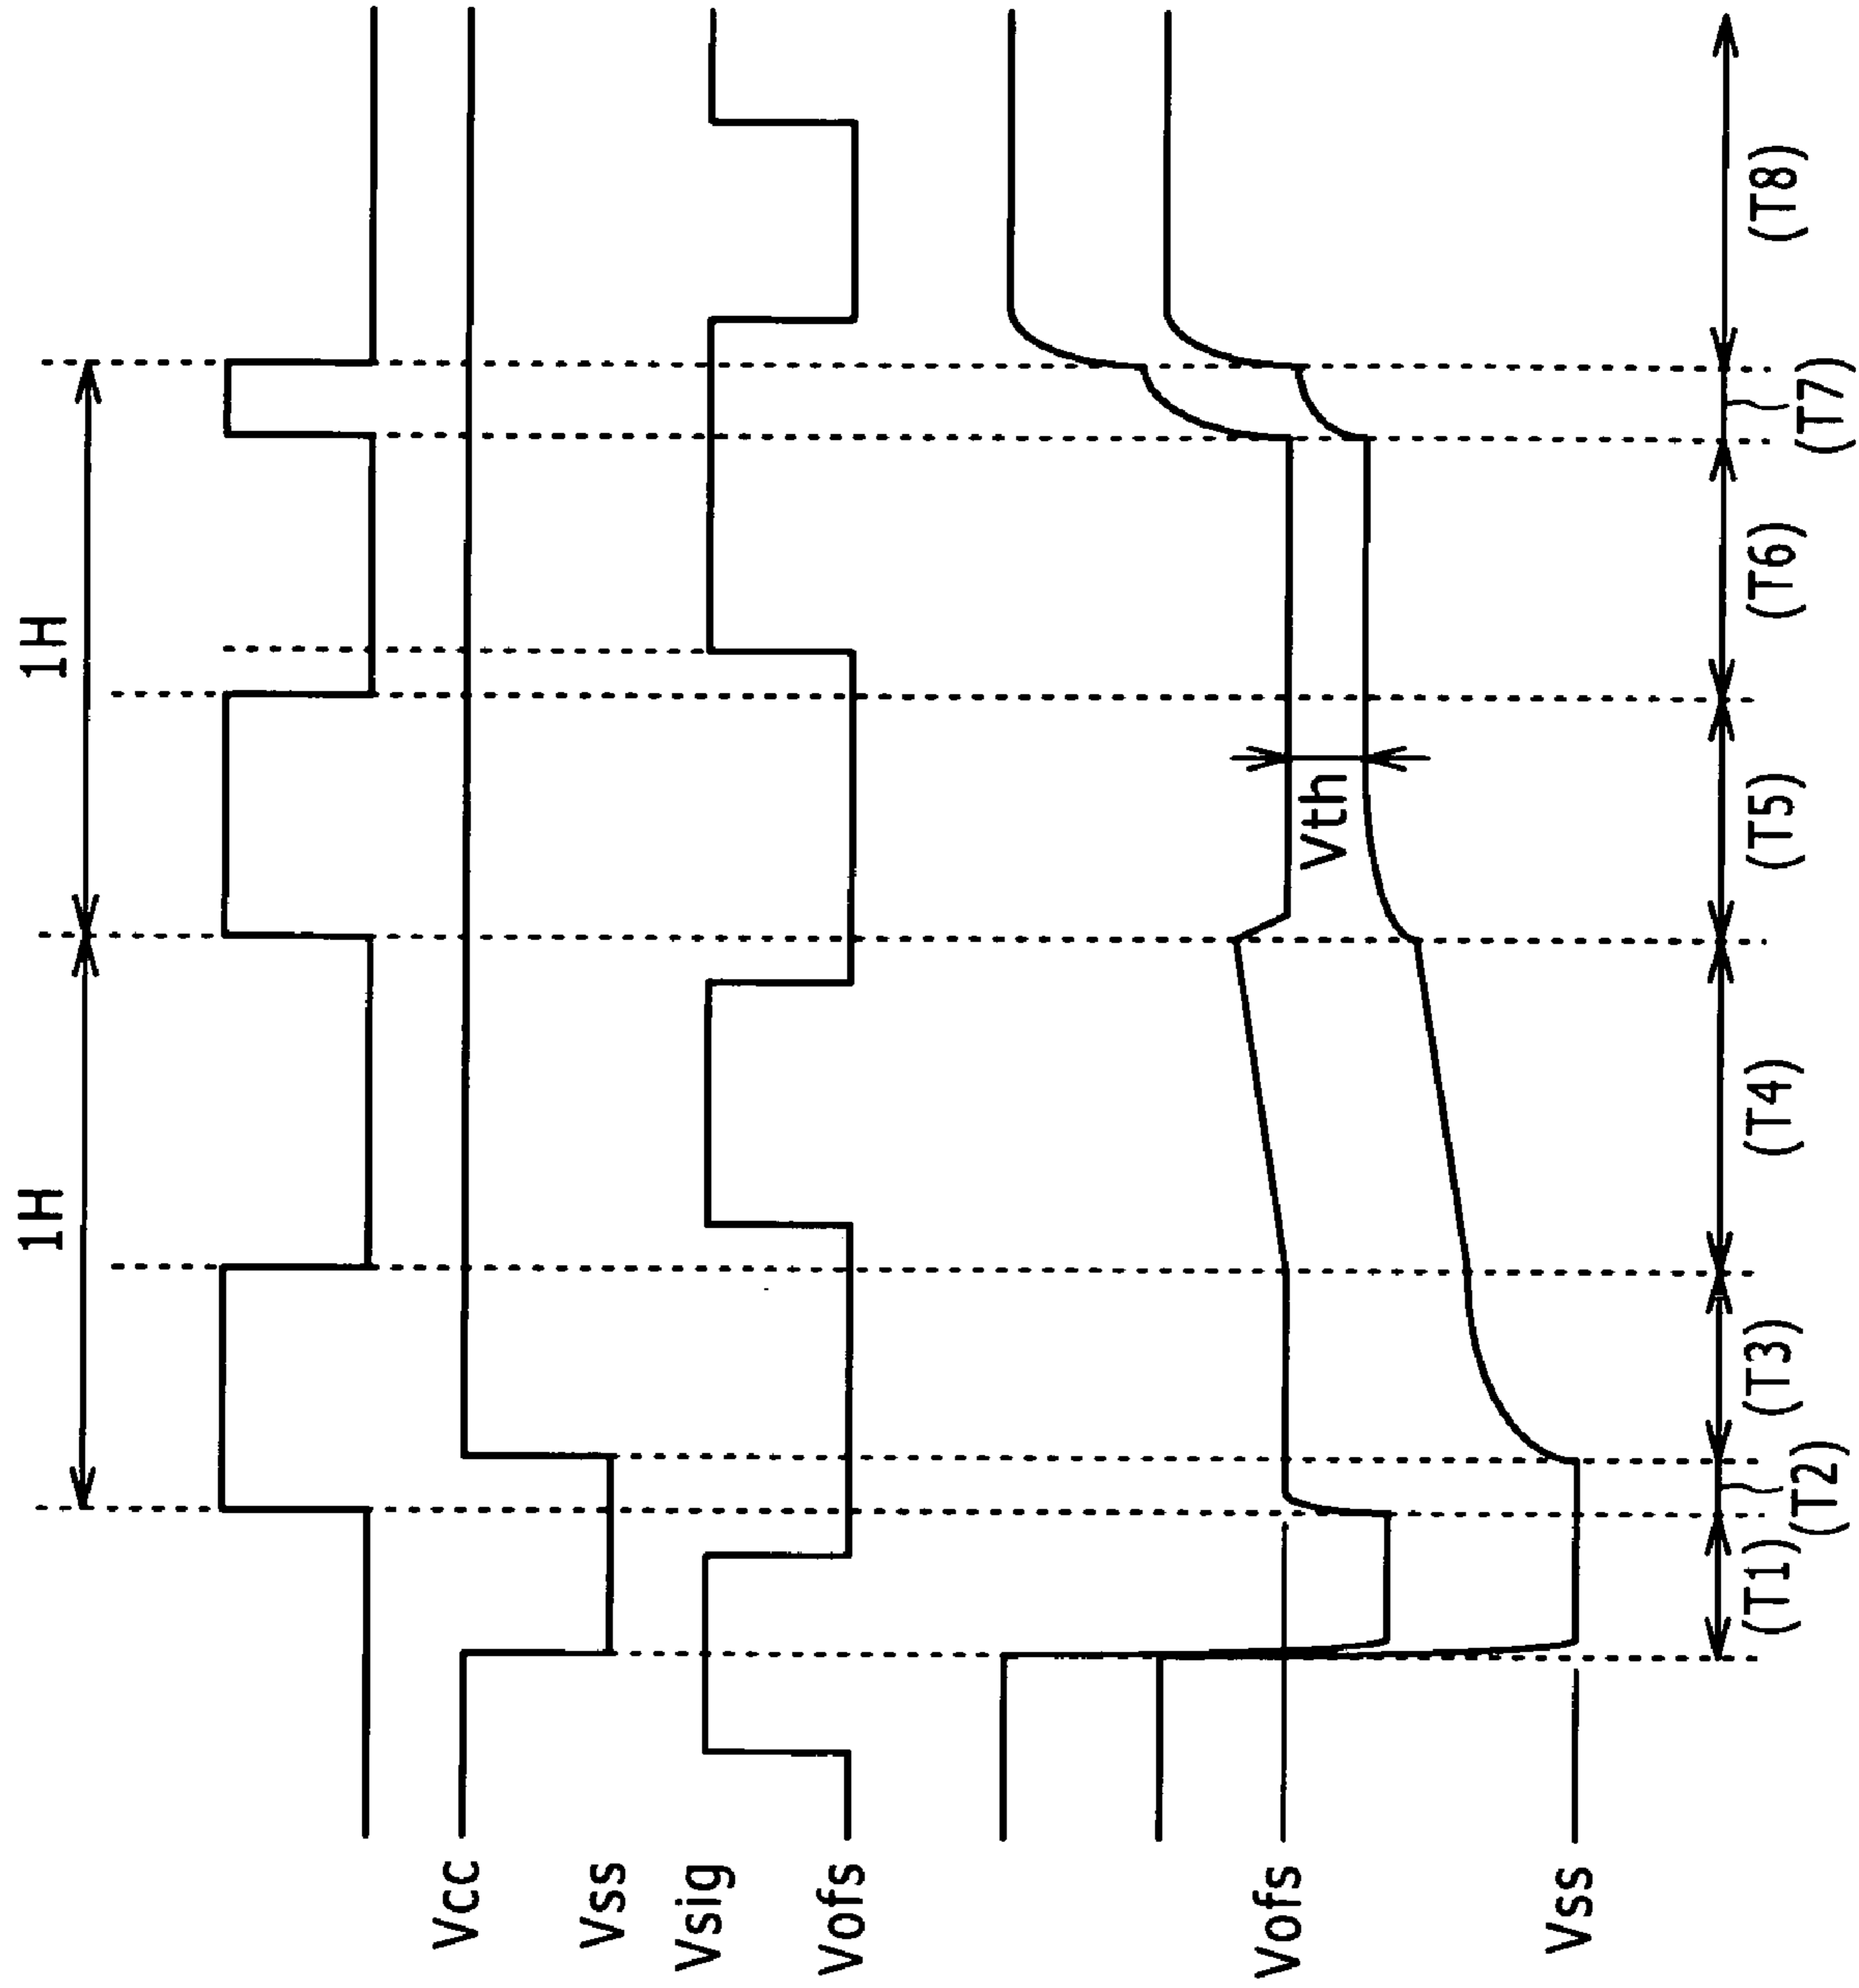 1H
1H
Vcc
Vss
Vsig
Vofs
Vofs
Vth
Vss
(T1)
(T2)
(T3)
(T4)
(T5)
(T6)
(T7)
(T8)